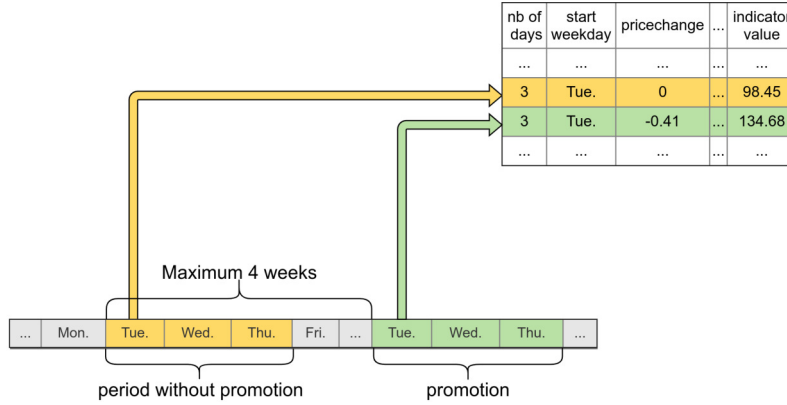 nb of days start weekday pricechange ... indicator value
... ... ... ... ...
3 Tue. 0 ... 98.45
3 Tue. -0.41 ... 134.68
... ... ... ... ...
Maximum 4 weeks
... Mon. Tue. Wed. Thu. Fri. ... Tue. Wed. Thu. ...
period without promotion promotion